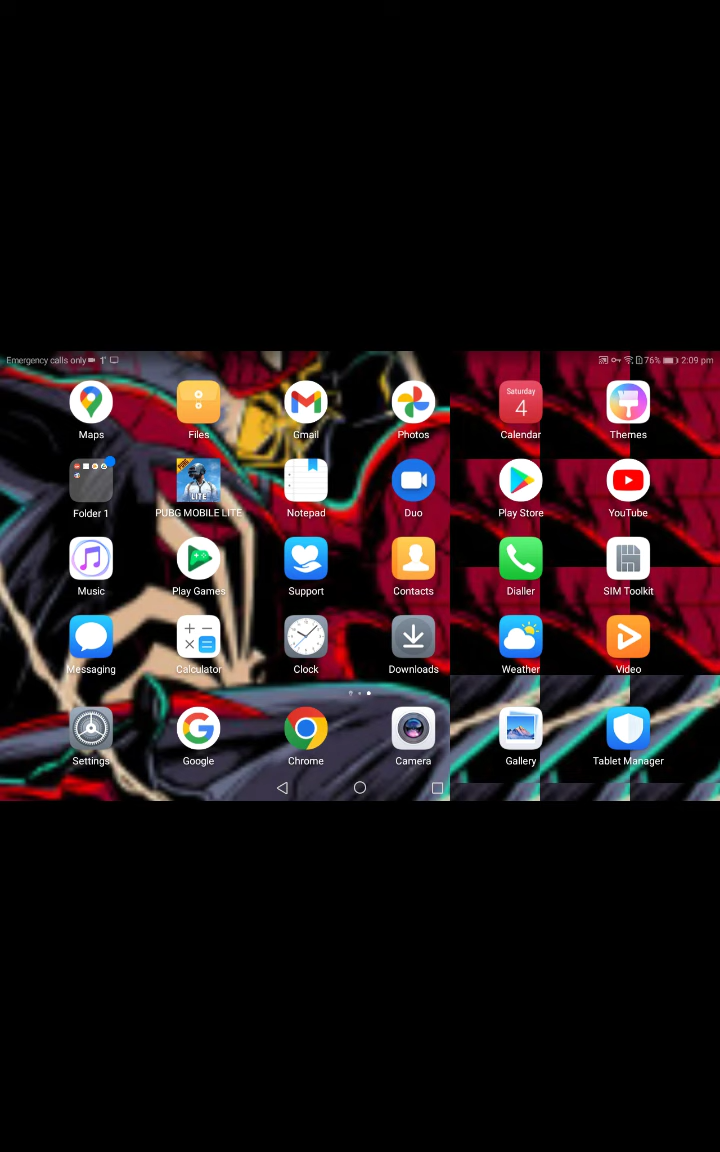 Emergency calls only 76% 2:09 pm
Saturday
4
Maps Files Gmail Photos Calendar Themes
PUBG
LITE
Folder 1 PUBG MOBILE LITE Notepad Duo Play Store YouTube
Music Play Games Support Contacts Dialler SIM Toolkit
Messaging Calculator Clock Downloads Weather Video
Settings Google Chrome Camera Gallery Tablet Manager